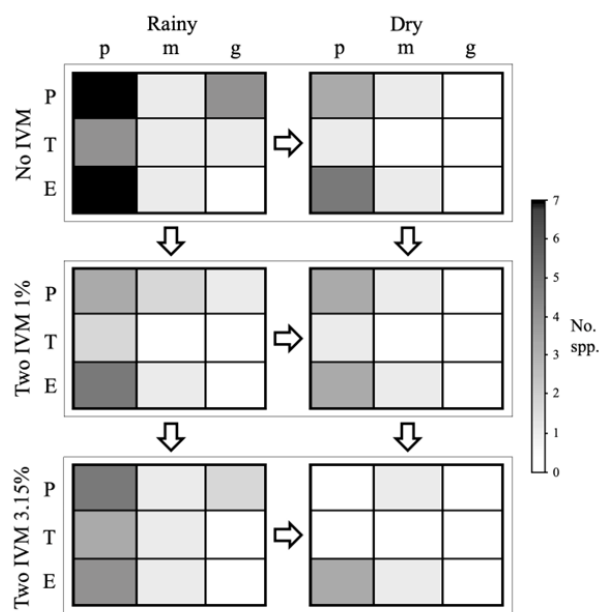 Rainy Dry
p m g p m g
No IVM
P
T
E
Two IVM 1%
P
T
E
Two IVM 3.15%
P
T
E
7
6
5
4
3
2
1
0
No.
spp.